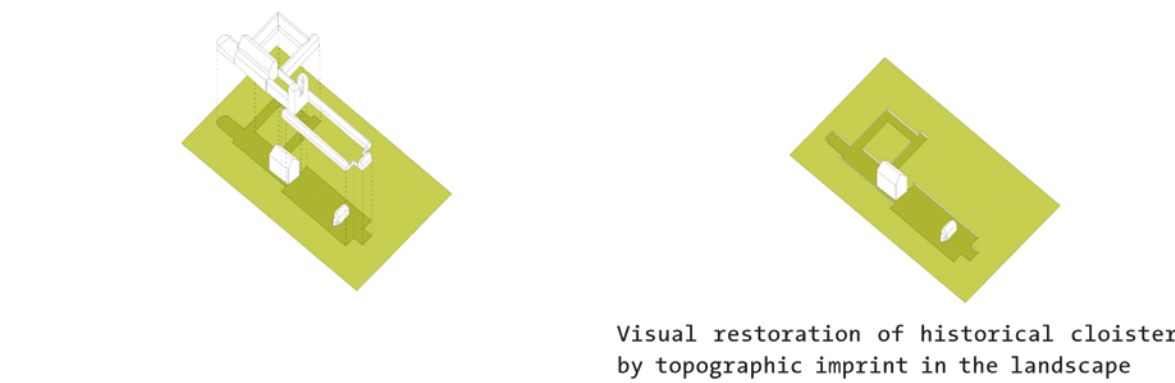 Visual restoration of historical cloister
by topographic imprint in the landscape